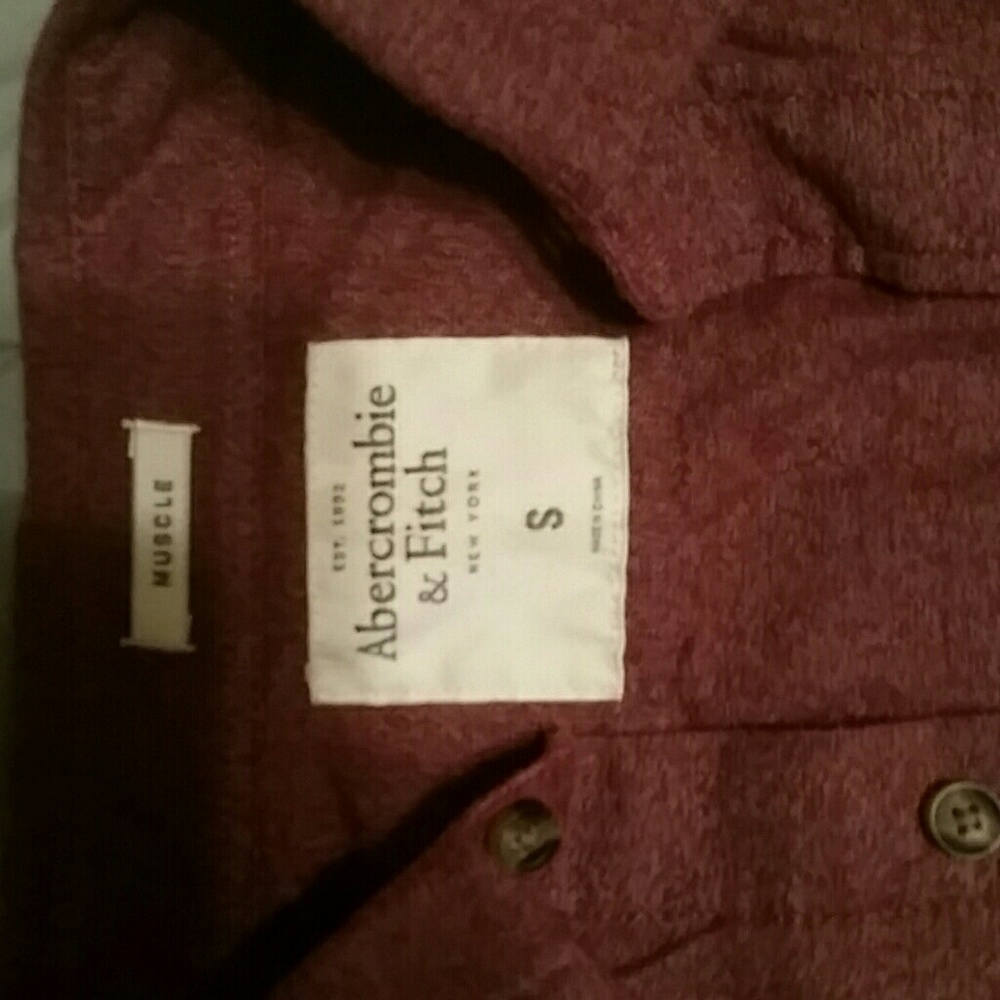 MUSCLE
EST. 1892
Abercrombie
& Fitch
NEW YORK
S
MADE IN CHINA